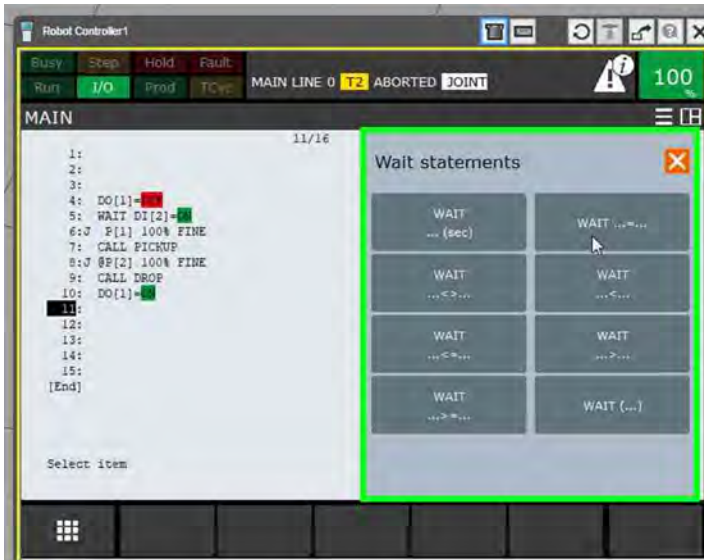 Robot Controller1
Busy Step Hold Fault
Run I/O Prod TCyc
MAIN LINE 0 T2 ABORTED JOINT
100
%
MAIN
11/16
1:
2:
3:
4: DO[1]=OFF
5: WAIT DI[2]=ON
6:J P[1] 100% FINE
7: CALL PICKUP
8:J @P[2] 100% FINE
9: CALL DROP
10: DO[1]=ON
11:
12:
13:
14:
15:
[End]
Select item
Wait statements
WAIT
... (sec)
WAIT ...=...
WAIT
...<>...
WAIT
...<...
WAIT
...<=...
WAIT
...>...
WAIT
...>=...
WAIT (...)